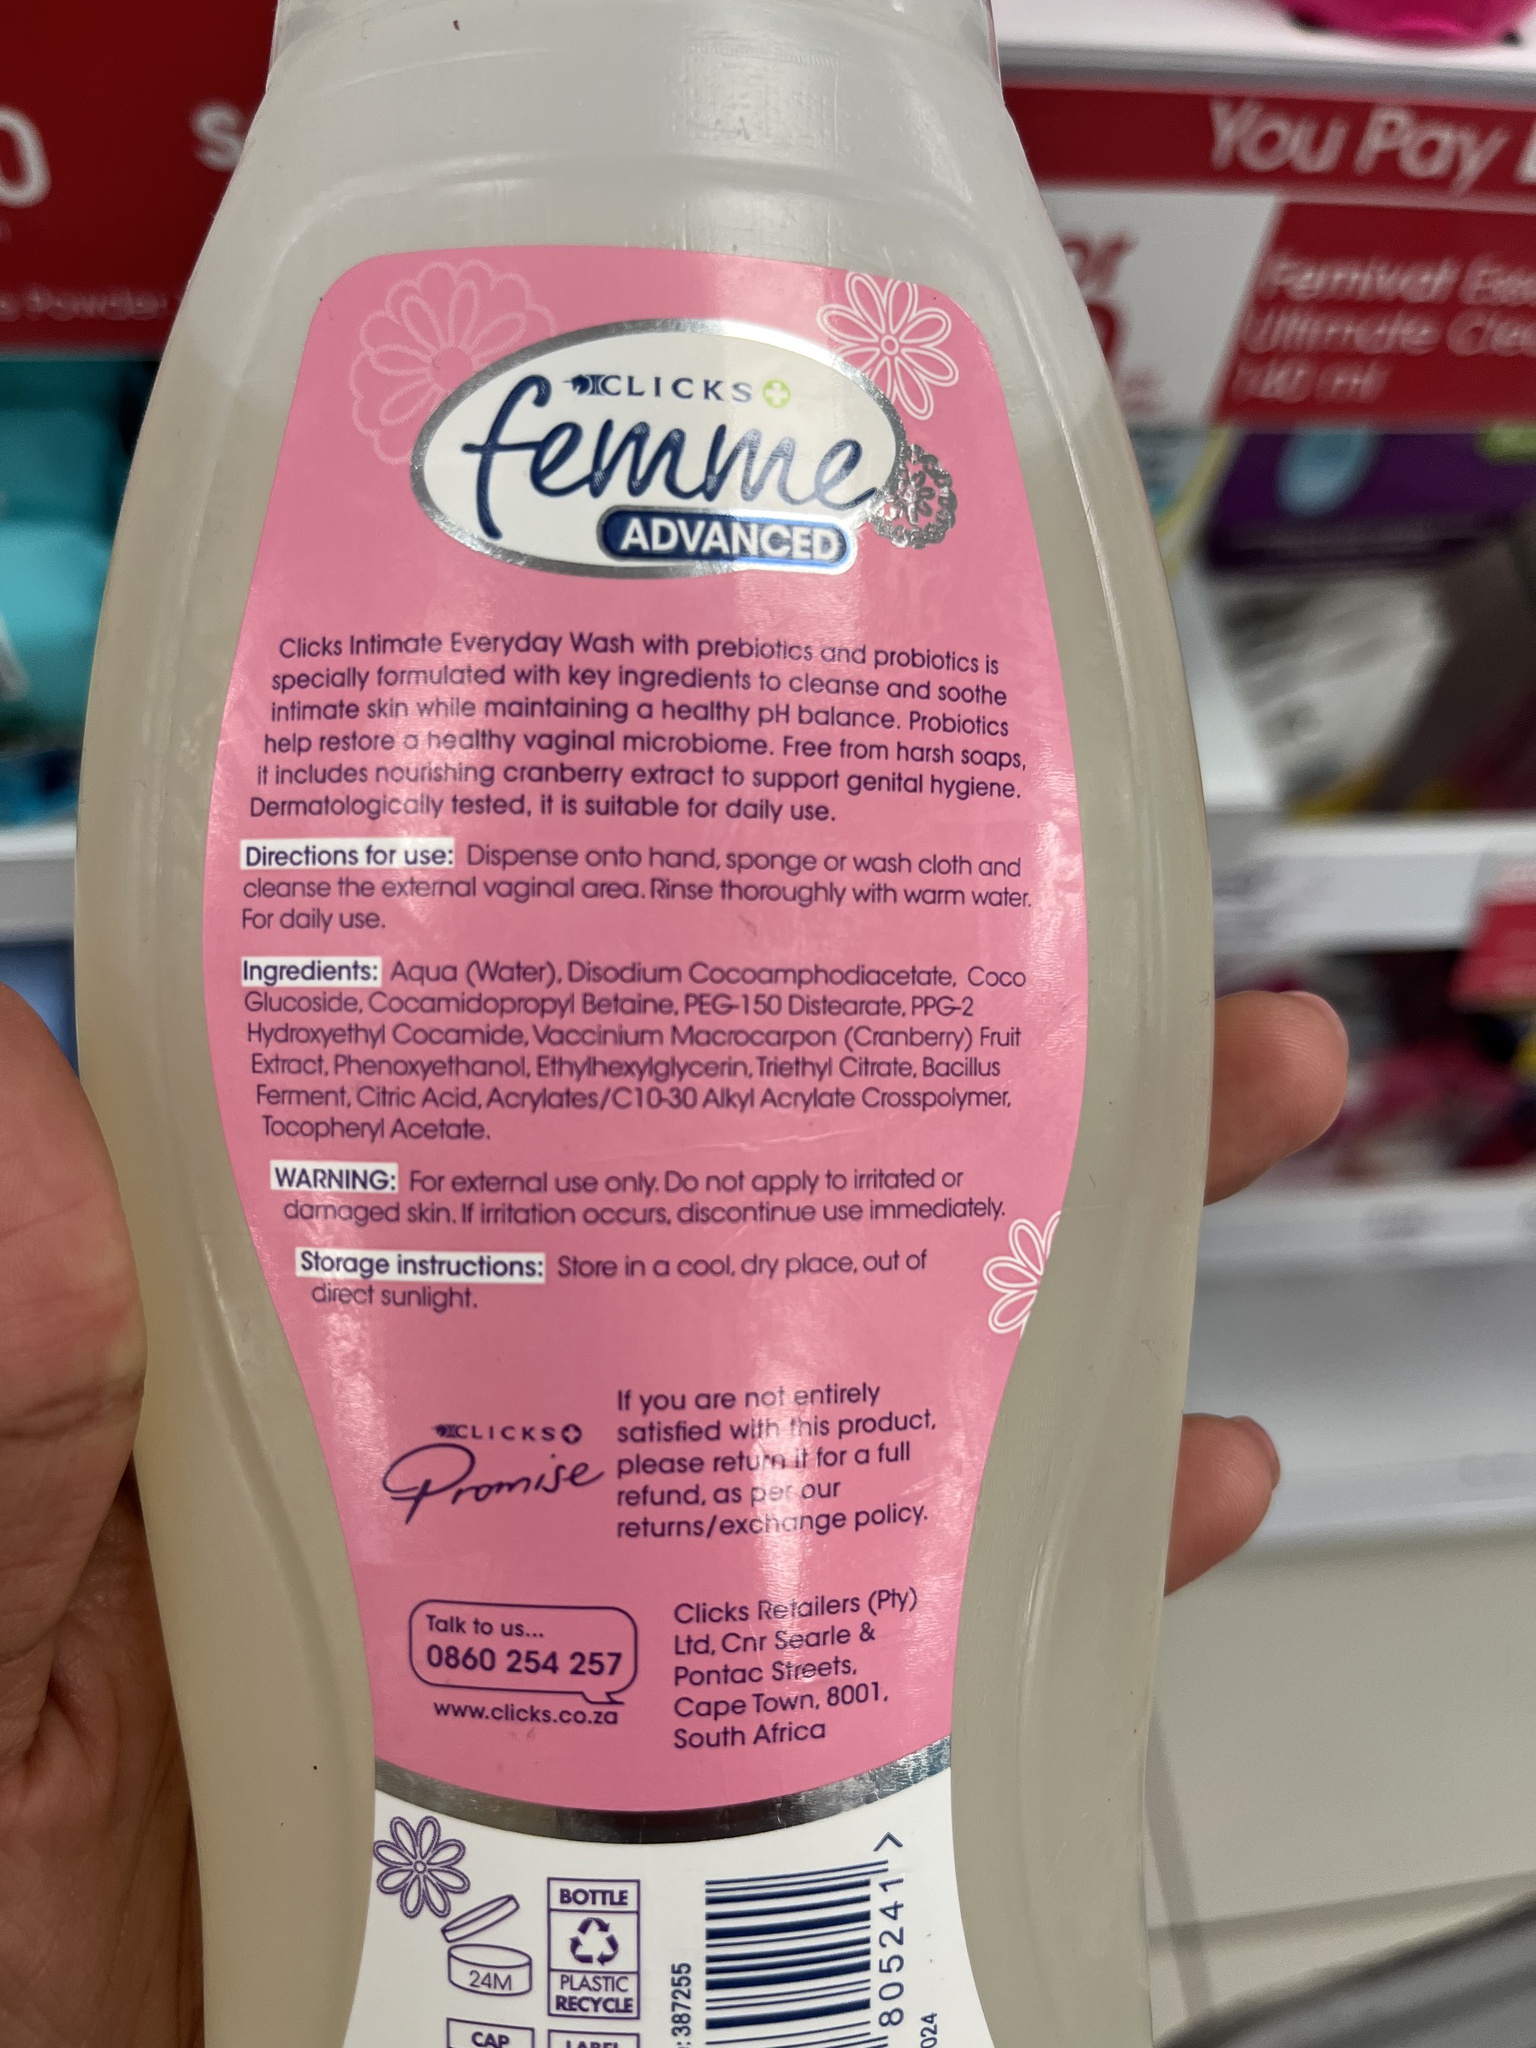 You Pay
Ultimate
CLICKS
femme
ADVANCED
Clicks Intimate Everyday Wash with prebiotics and probiotics is
specially formulated with key ingredients to cleanse and soothe
intimate skin while maintaining a healthy pH balance. Probiotics
help restore a healthy vaginal microbiome. Free from harsh soaps,
it includes nourishing cranberry extract to support genital hygiene.
Dermatologically tested, it is suitable for daily use.
Directions for use: Dispense onto hand, sponge or wash cloth and
cleanse the external vaginal area. Rinse thoroughly with warm water.
For daily use.
Ingredients: Aqua (Water), Disodium Cocoamphodiacetate, Coco
Glucoside, Cocamidopropyl Betaine, PEG-150 Distearate, PPG-2
Hydroxyethyl Cocamide, Vaccinium Macrocarpon (Cranberry) Fruit
Extract, Phenoxyethanol, Ethylhexylglycerin, Triethyl Citrate, Bacillus
Ferment, Citric Acid, Acrylates/C10-30 Alkyl Acrylate Crosspolymer,
Tocopheryl Acetate.
WARNING: For external use only. Do not apply to irritated or
damaged skin. If irritation occurs, discontinue use immediately.
Storage instructions: Store in a cool, dry place, out of
direct sunlight.
CLICKS
Promise
If you are not entirely
satisfied with this product,
please return it for a full
refund, as per our
returns/exchange policy.
Talk to us...
0860 254 257
www.clicks.co.za
Clicks Retailers (Pty)
Ltd, Cnr Searle &
Pontac Streets,
Cape Town, 8001,
South Africa
24M
BOTTLE
PLASTIC
RECYCLE
CAP
LABEL
: 387255
805241 >
024